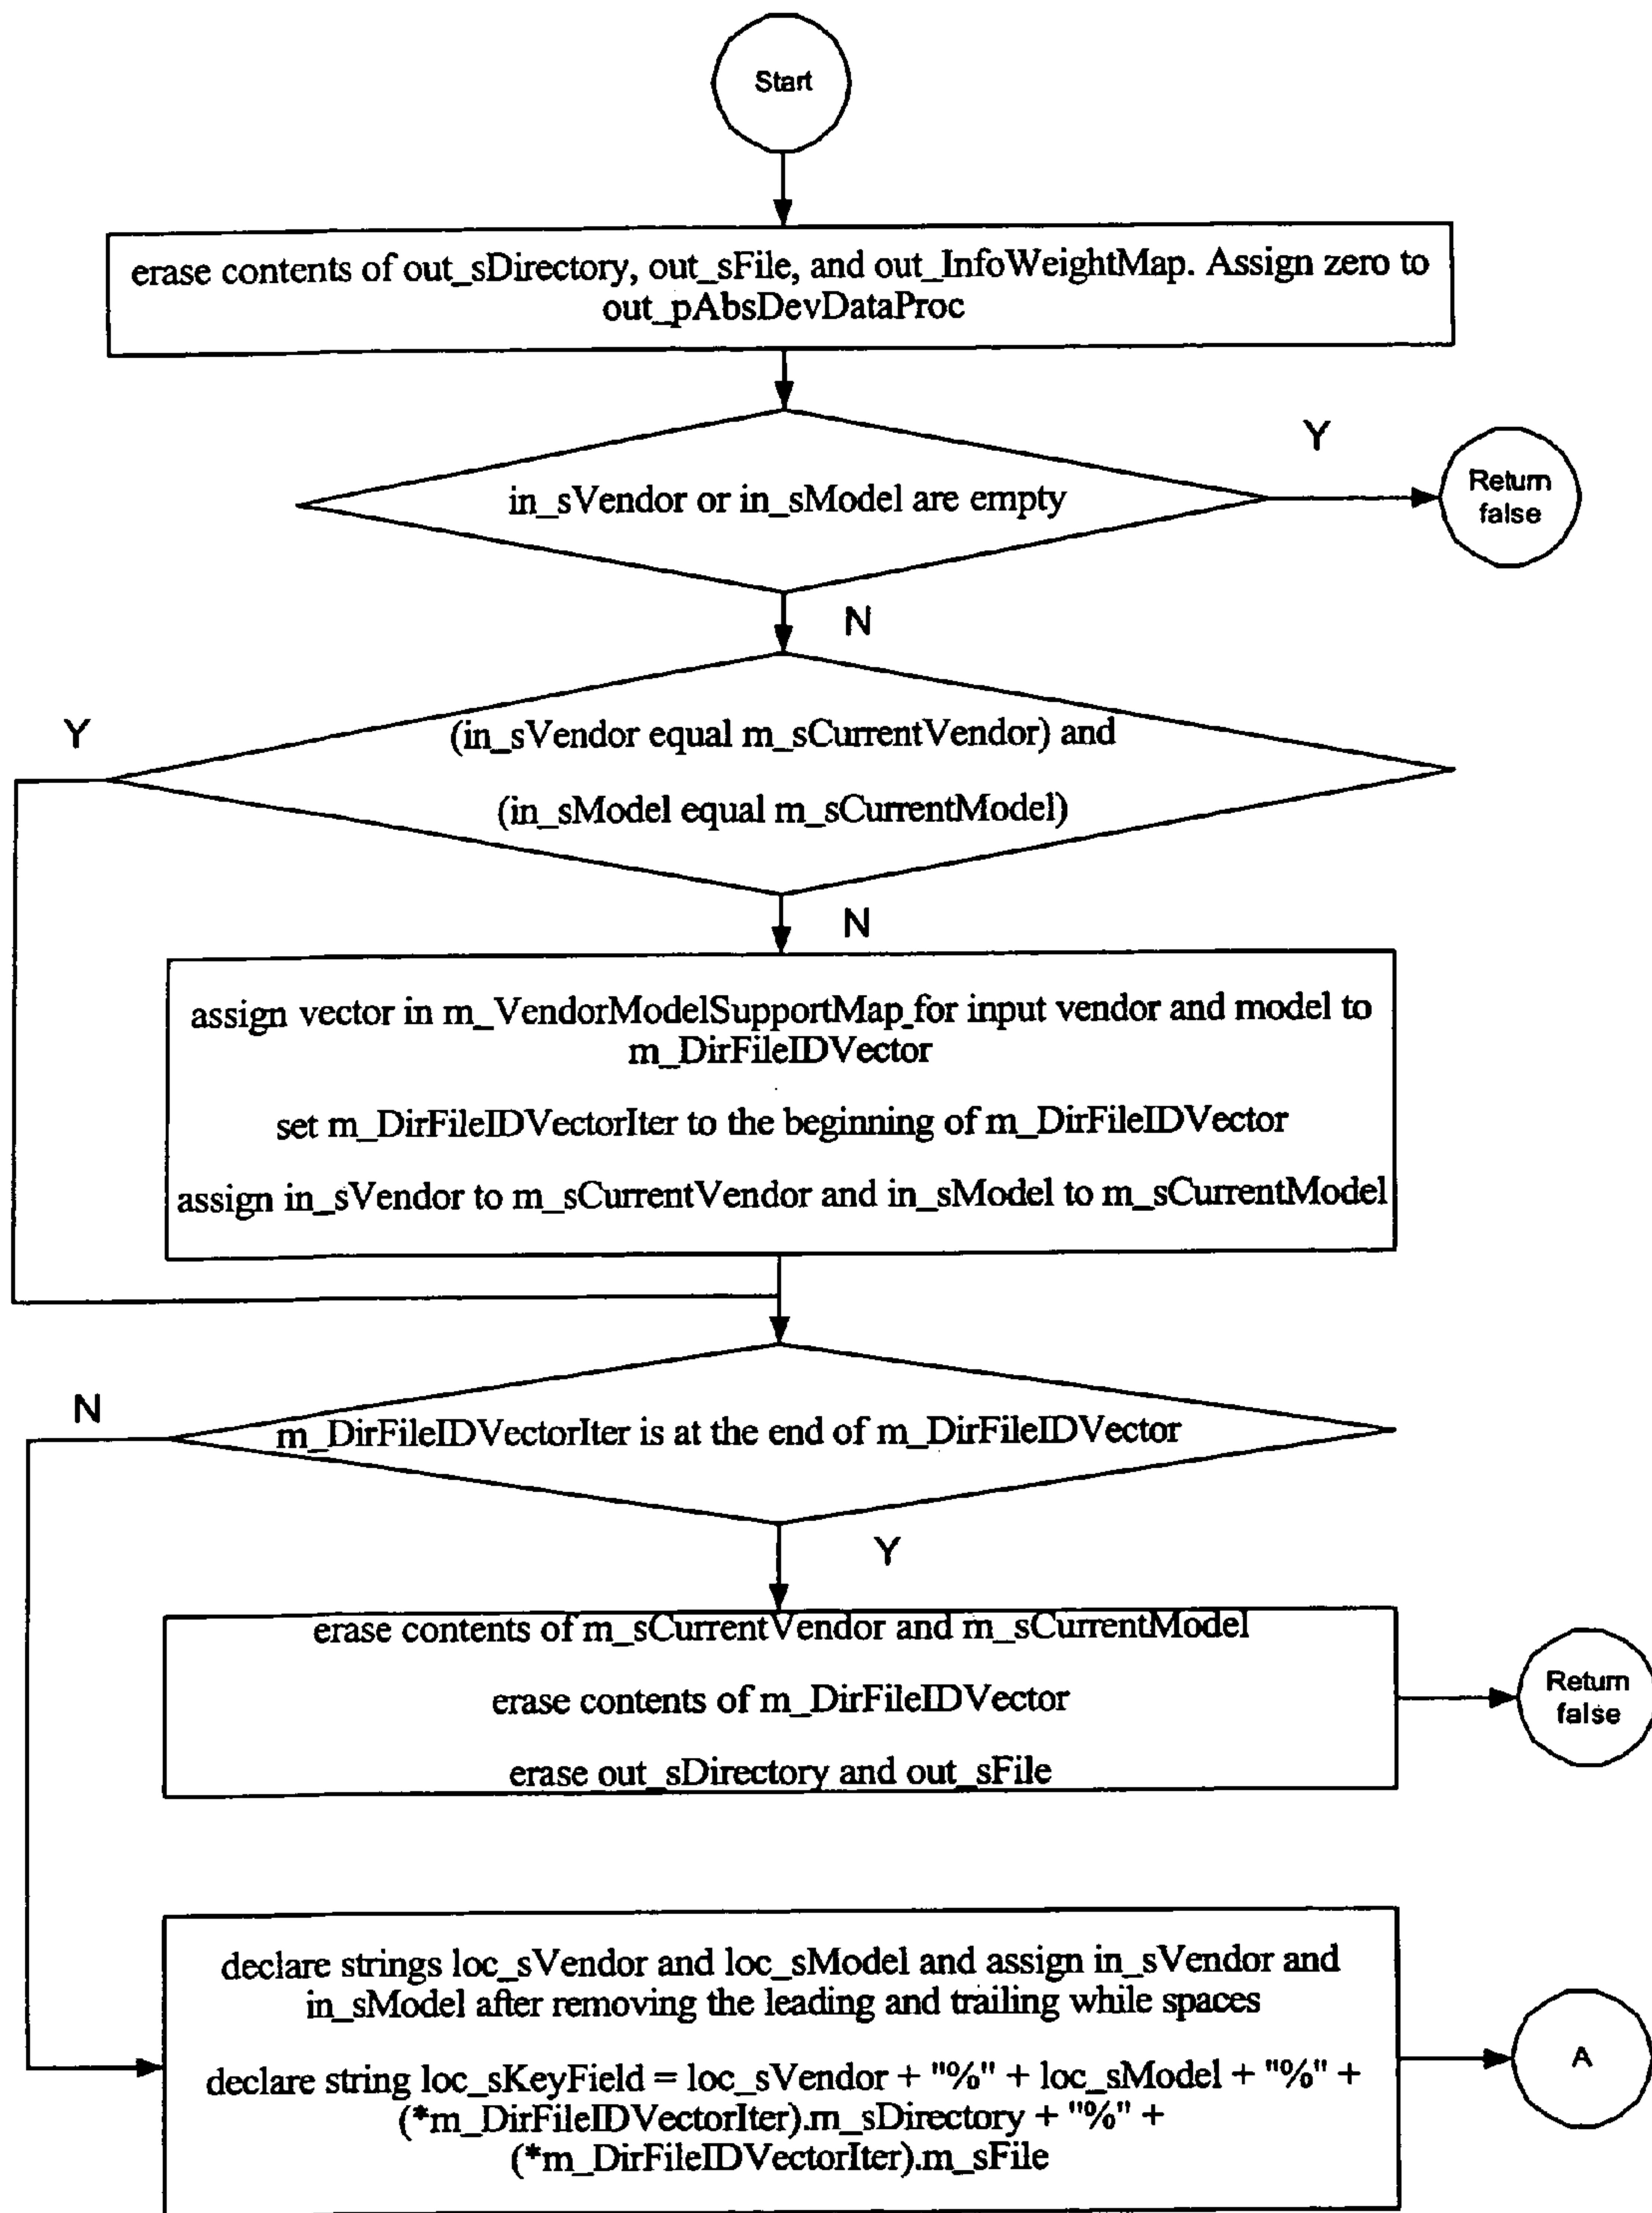 Start
erase contents of out_sDirectory, out_sFile, and out_InfoWeightMap. Assign zero to
out_pAbsDevDataProc
Y
in_sVendor or in_sModel are empty
Return
false
N
Y
(in_sVendor equal m_sCurrentVendor) and
(in_sModel equal m_sCurrentModel)
N
assign vector in m_VendorModelSupportMap for input vendor and model to
m_DirFileIDVector
set m_DirFileIDVectorIter to the beginning of m_DirFileIDVector
assign in_sVendor to m_sCurrentVendor and in_sModel to m_sCurrentModel
N
m_DirFileIDVectorIter is at the end of m_DirFileIDVector
Y
erase contents of m_sCurrentVendor and m_sCurrentModel
erase contents of m_DirFileIDVector
erase out_sDirectory and out_sFile
Return
false
declare strings loc_sVendor and loc_sModel and assign in_sVendor and
in_sModel after removing the leading and trailing while spaces
declare string loc_sKeyField = loc_sVendor + "%" + loc_sModel + "%" +
(*m_DirFileIDVectorIter).m_sDirectory + "%" +
(*m_DirFileIDVectorIter).m_sFile
A